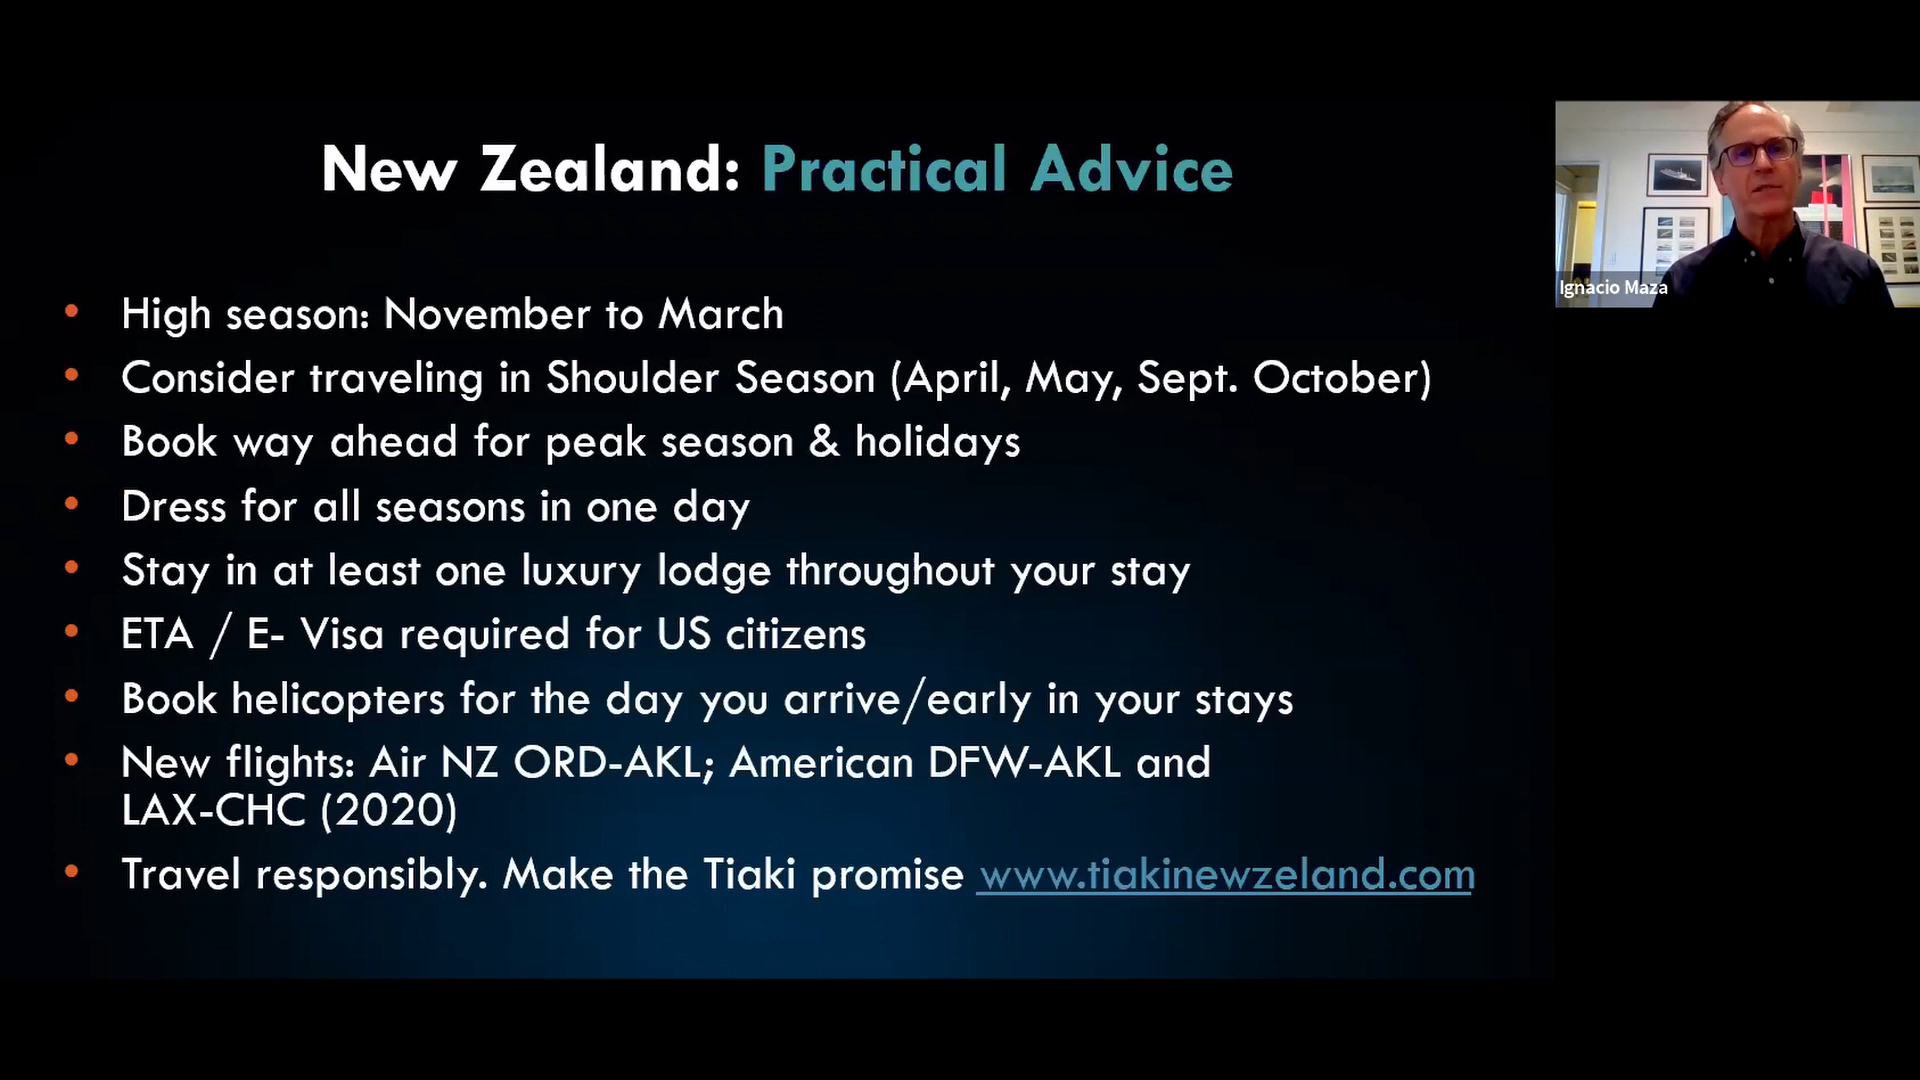 New Zealand: Practical Advice
• High season: November to March
• Consider traveling in Shoulder Season (April, May, Sept. October)
• Book way ahead for peak season & holidays
• Dress for all seasons in one day
• Stay in at least one luxury lodge throughout your stay
• ETA / E- Visa required for US citizens
• Book helicopters for the day you arrive/early in your stays
• New flights: Air NZ ORD-AKL; American DFW-AKL and
LAX-CHC (2020)
• Travel responsibly. Make the Tiaki promise www.tiakinewzeland.com
Ignacio Maza